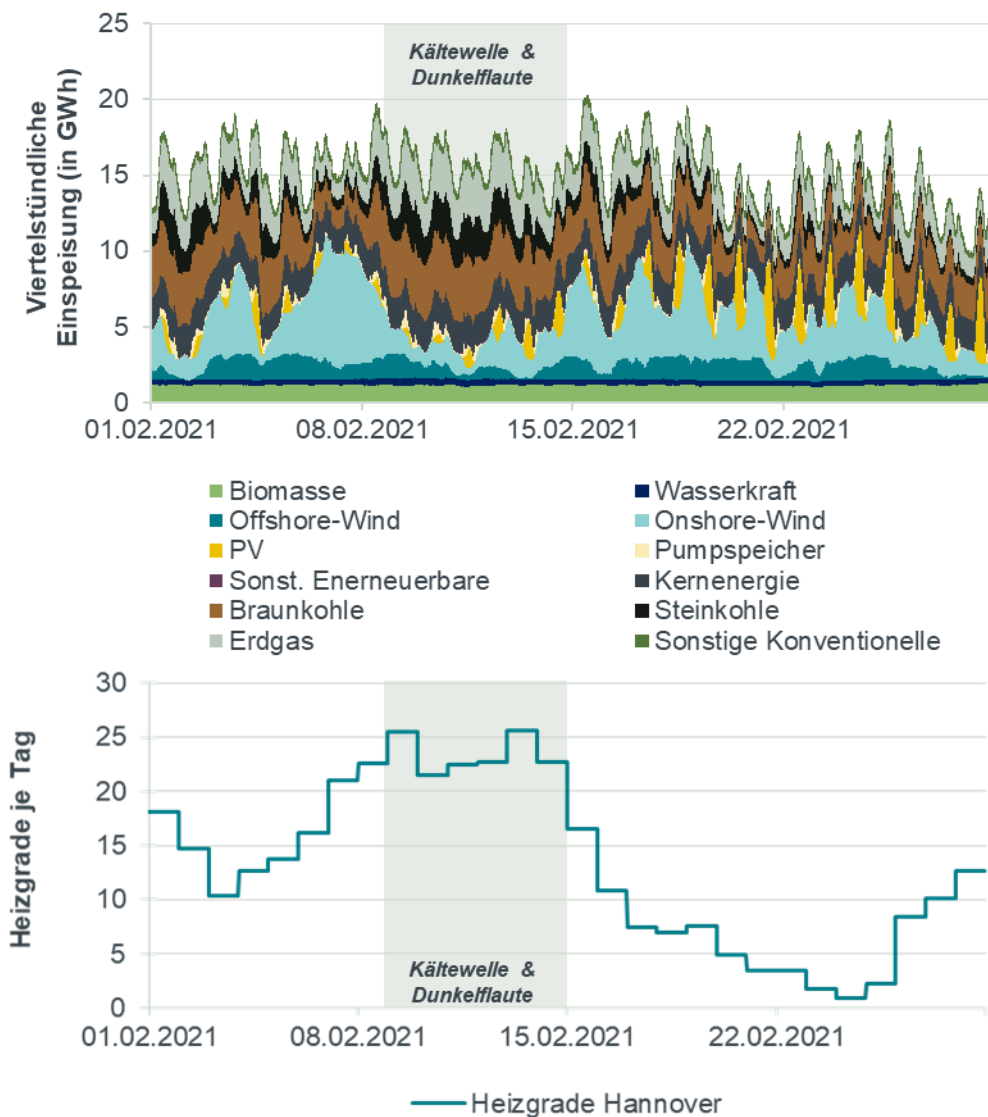 25
20
15
10
5
0
Viertelstündliche
Einspeisung (in GWh)
Kältewelle &
Dunkelflaute
01.02.2021 08.02.2021 15.02.2021 22.02.2021
Biomasse Wasserkraft
Offshore-Wind Onshore-Wind
PV Pumpspeicher
Sonst. Enerneuerbare Kernenergie
Braunkohle Steinkohle
Erdgas Sonstige Konventionelle
30
25
20
15
10
5
0
Heizgrade je Tag
Kältewelle &
Dunkelflaute
01.02.2021 08.02.2021 15.02.2021 22.02.2021
Heizgrade Hannover